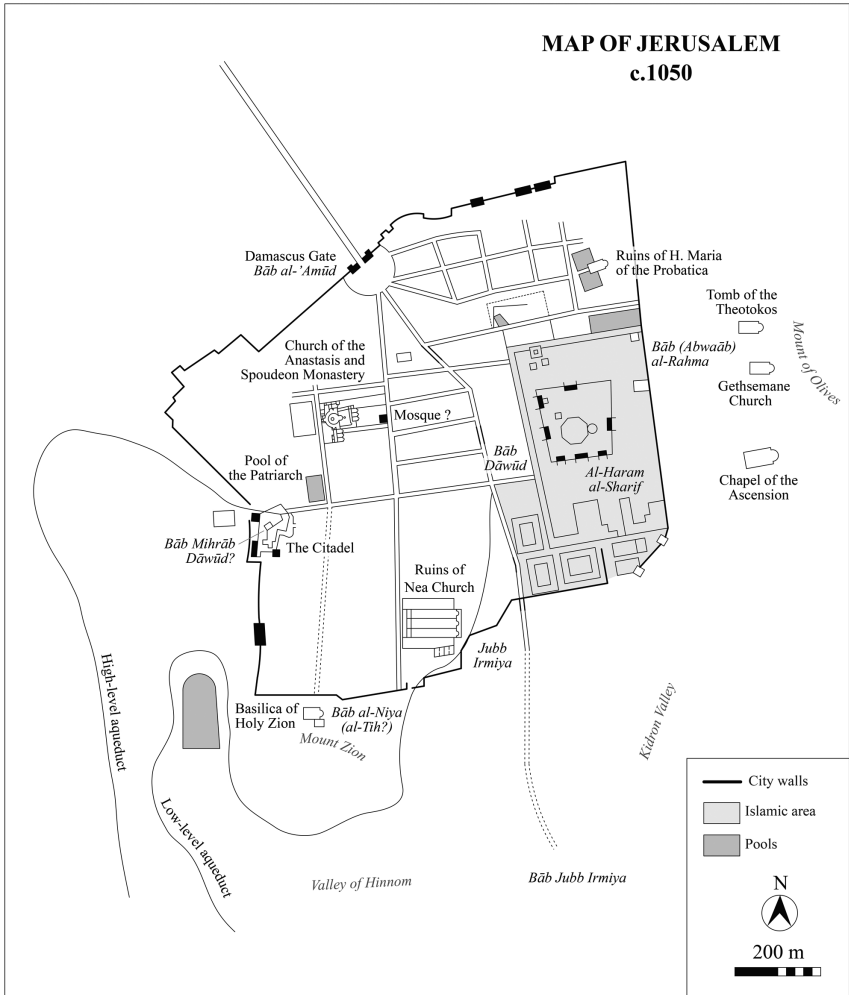 MAP OF JERUSALEM
c.1050
Damascus Gate
Bāb al-’Amūd
Ruins of H. Maria
of the Probatica
Tomb of the
Theotokos
Mount of Olives
Church of the
Anastasis and
Spoudeon Monastery
Bāb (Abwaāb)
al-Rahma
Gethsemane
Church
Mosque ?
Bāb
Dāwūd
Pool of
the Patriarch
Al-Haram
al-Sharif
Chapel of the
Ascension
Bāb Mihrāb
Dāwūd?
The Citadel
Ruins of
Nea Church
Jubb
Irmiya
High-level aqueduct
Basilica of
Holy Zion
Bāb al-Niya
(al-Tih?)
Mount Zion
Kidron Valley
Low-level aqueduct
Valley of Hinnom
Bāb Jubb Irmiya
City walls
Islamic area
Pools
N
200 m